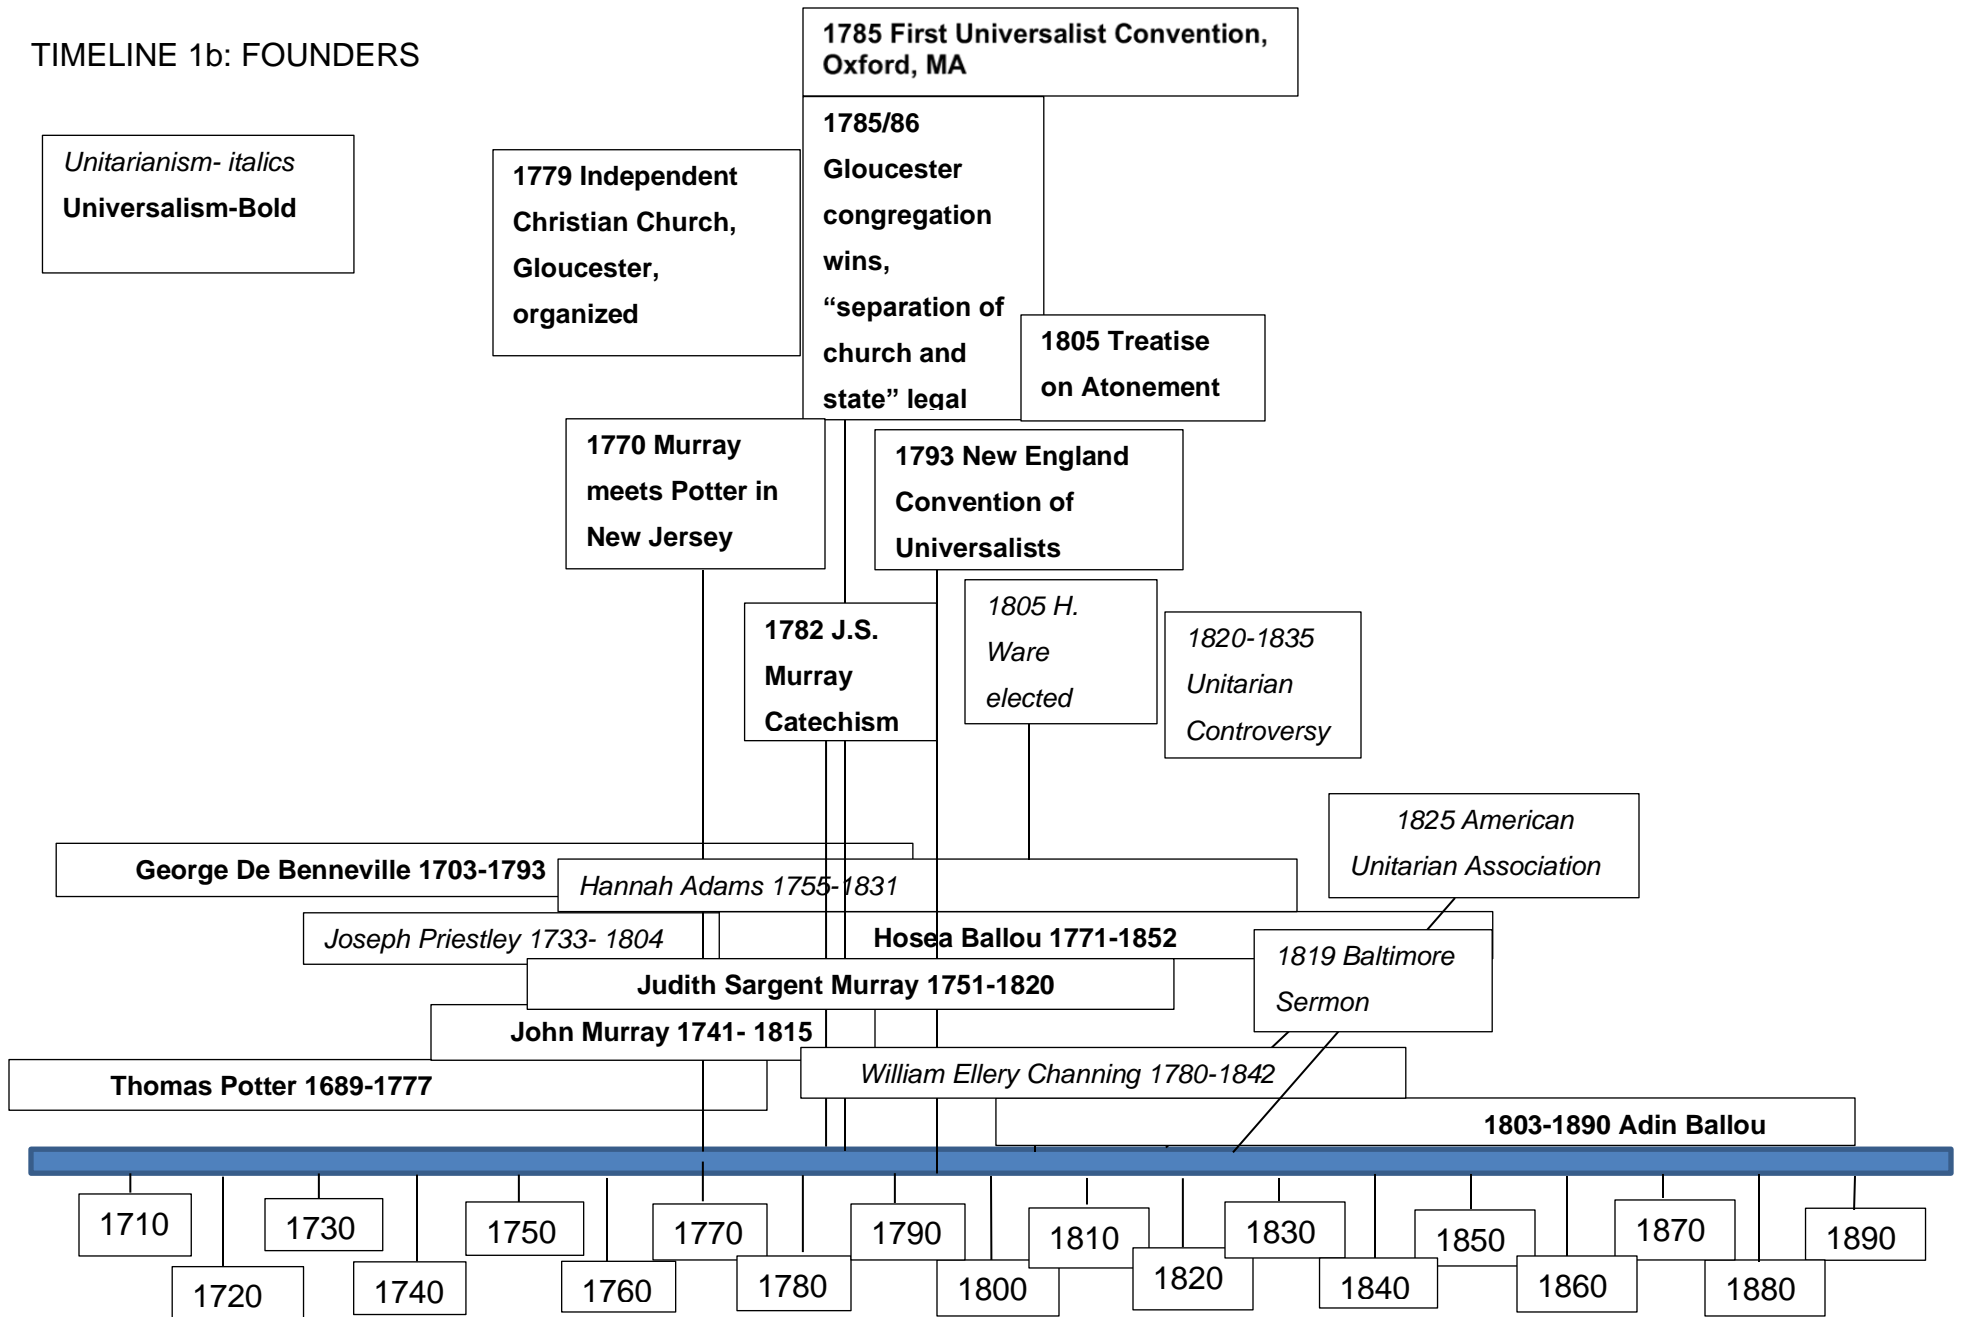 TIMELINE 1b: FOUNDERS
Unitarianism- italics
Universalism-Bold
1779 Independent
Christian Church,
Gloucester,
organized
1785 First Universalist Convention,
Oxford, MA
1785/86
Gloucester
congregation
wins,
“separation of
church and
state” legal
1805 Treatise
on Atonement
1770 Murray
meets Potter in
New Jersey
1793 New England
Convention of
Universalists
1782 J.S.
Murray
Catechism
1805 H.
Ware
elected
1820-1835
Unitarian
Controversy
1825 American
Unitarian Association
George De Benneville 1703-1793
Hannah Adams 1755-1831
Joseph Priestley 1733- 1804
Hosea Ballou 1771-1852
1819 Baltimore
Sermon
Judith Sargent Murray 1751-1820
John Murray 1741- 1815
William Ellery Channing 1780-1842
Thomas Potter 1689-1777
1803-1890 Adin Ballou
1710
1720
1730
1740
1750
1760
1770
1780
1790
1800
1810
1820
1830
1840
1850
1860
1870
1880
1890